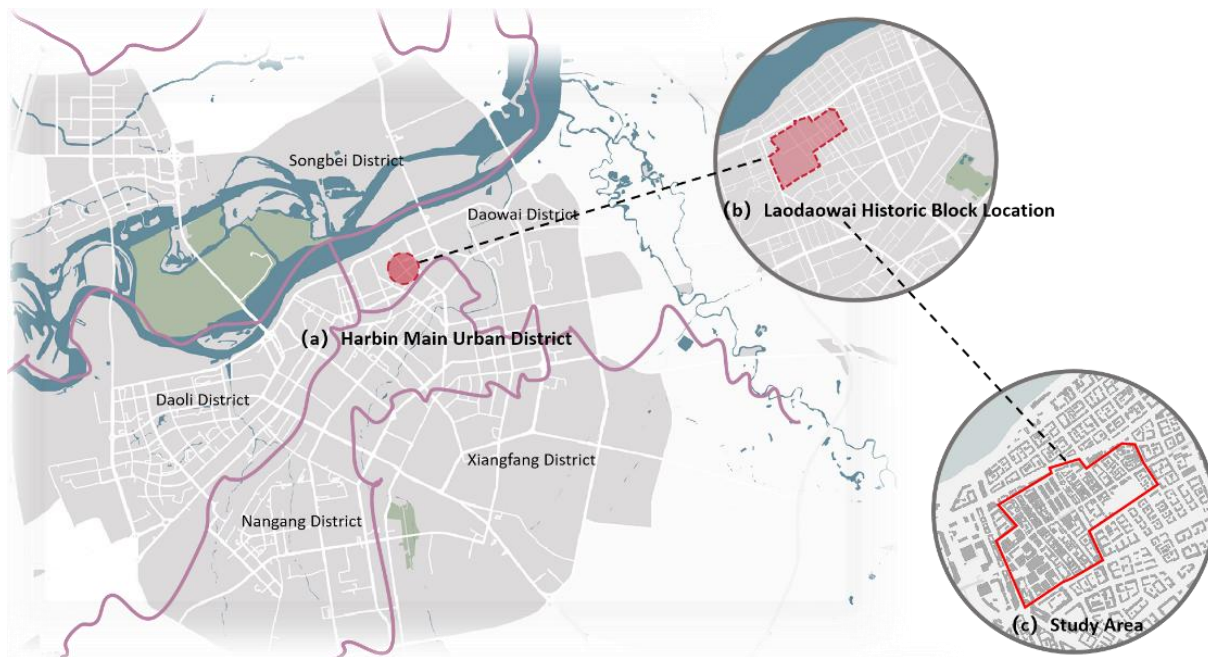 Songbei District
Daowai District
(b) Laodaowai Historic Block Location
(a) Harbin Main Urban District
Daoli District
Xiangfang District
Nangang District
(c) Study Area